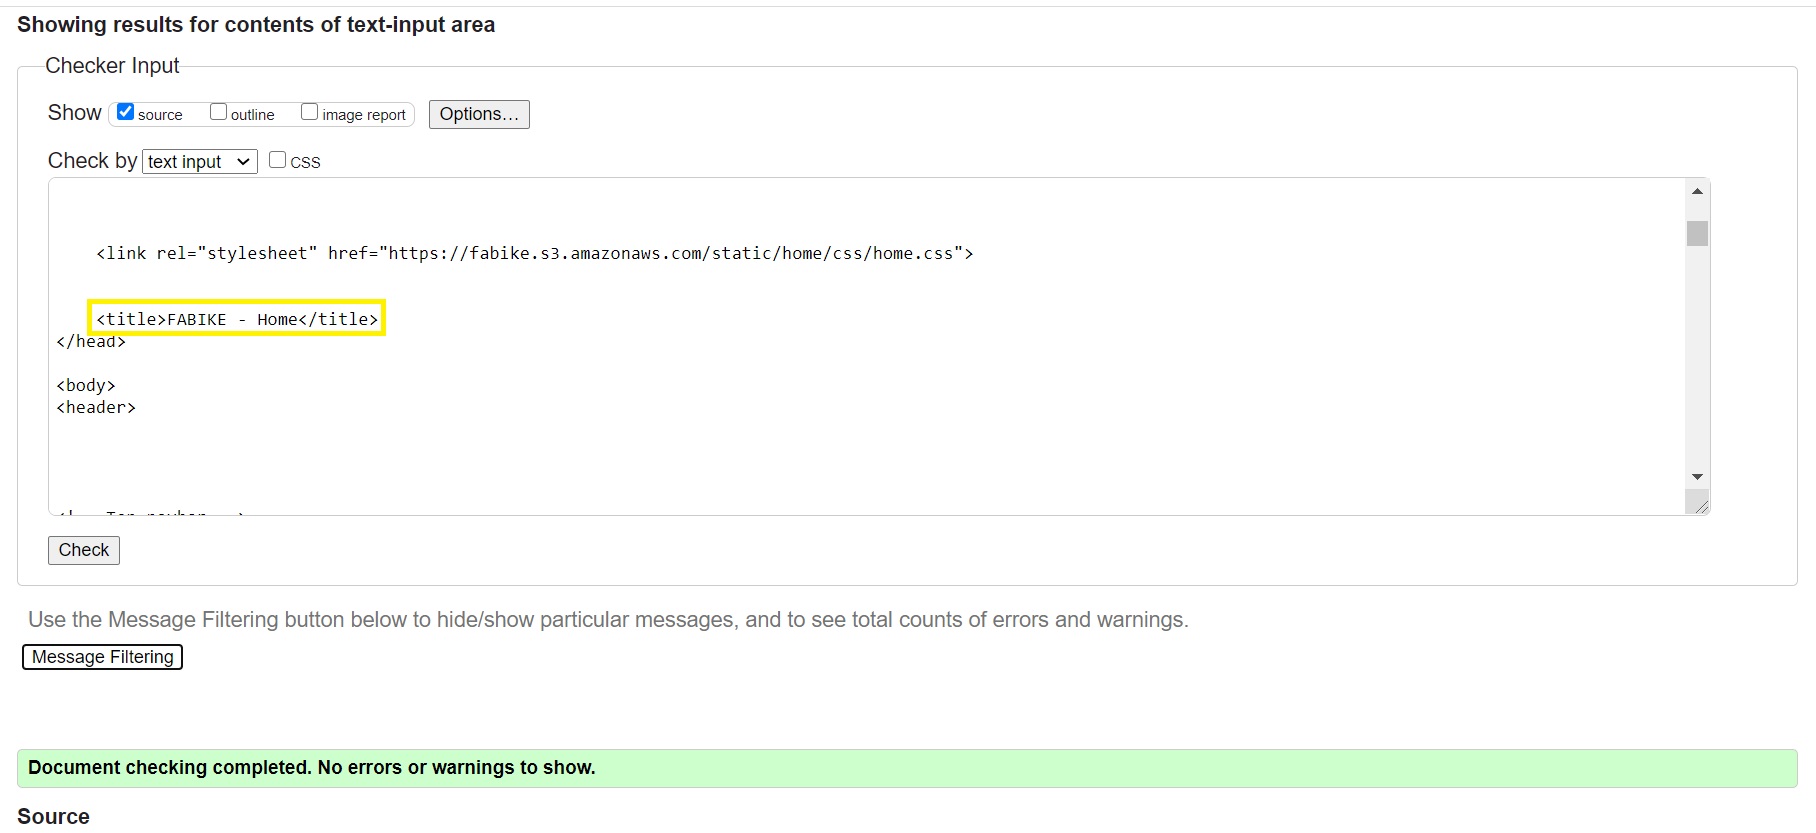 Showing results for contents of text-input area
Checker Input
Show source outline image report Options...
Check by text input CSS
<link rel="stylesheet" href="https://fabike.s3.amazonaws.com/static/home/css/home.css">
<title>FABIKE - Home</title>
</head>
<body>
<header>
Check
Use the Message Filtering button below to hide/show particular messages, and to see total counts of errors and warnings.
Message Filtering
Document checking completed. No errors or warnings to show.
Source